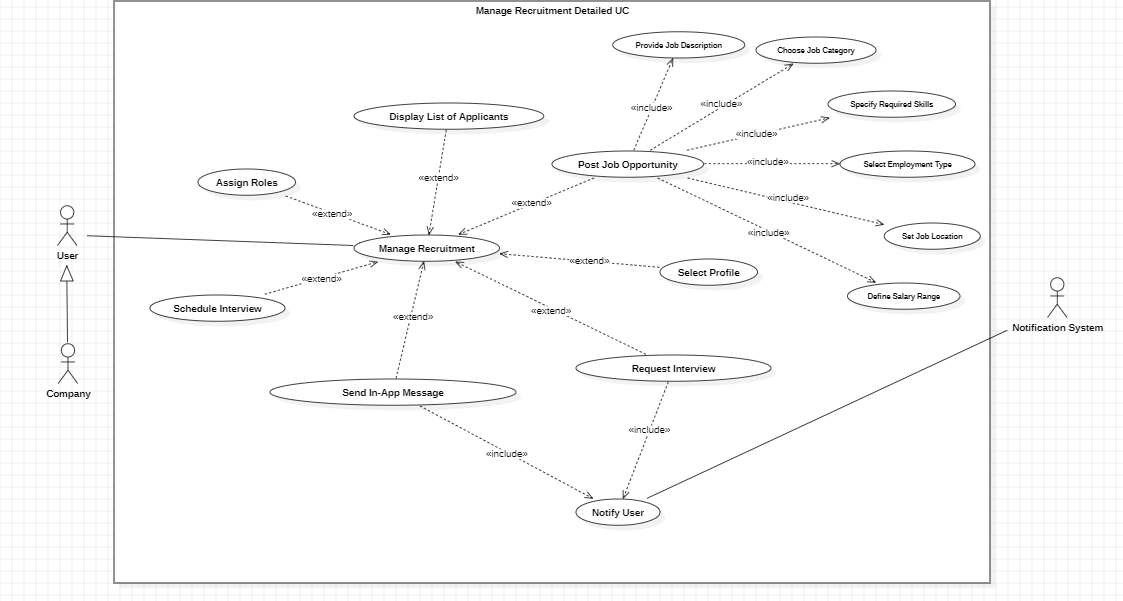 Manage Recruitment Detailed UC
Provide Job Description
Choose Job Category
«include»
«include»
Specify Required Skills
Display List of Applicants
«include»
Post Job Opportunity
«include»
Select Employment Type
«extend»
Assign Roles
«extend»
«include»
«extend»
«include»
Set Job Location
User
Manage Recruitment
«extend»
Select Profile
«extend»
Schedule Interview
«extend»
«extend»
Define Salary Range
Notification System
Request Interview
Company
Send In-App Message
«include»
«include»
Notify User